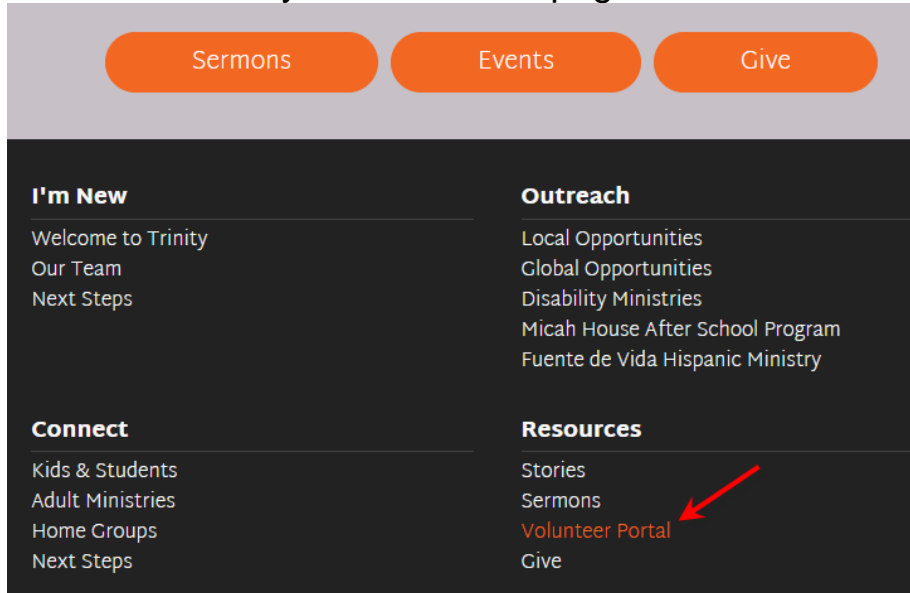 Sermons Events Give
I'm New
Welcome to Trinity
Our Team
Next Steps
Outreach
Local Opportunities
Global Opportunities
Disability Ministries
Micah House After School Program
Fuente de Vida Hispanic Ministry
Connect
Kids & Students
Adult Ministries
Home Groups
Next Steps
Resources
Stories
Sermons
Volunteer Portal
Give